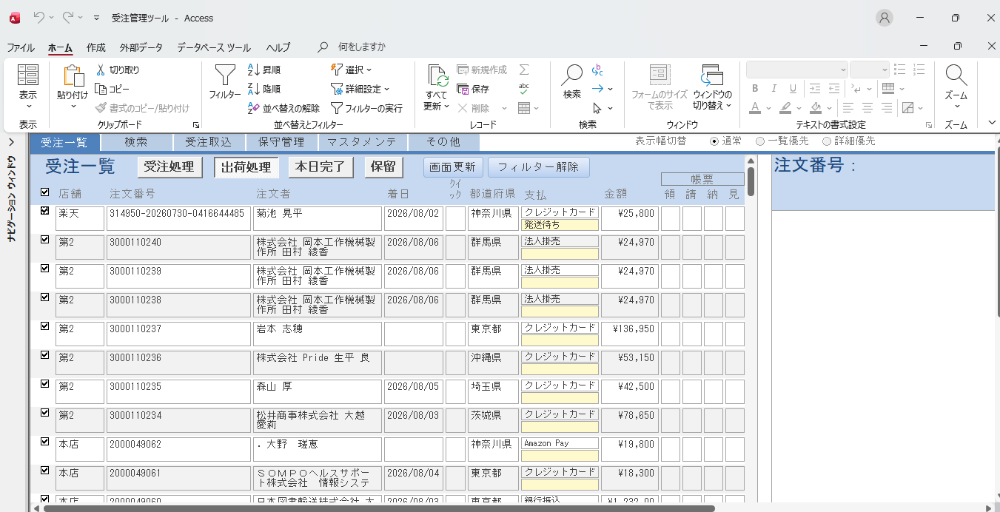 受注管理ツール - Access
ファイル ホーム 作成 外部データ データベース ツール ヘルプ 何をしますか
表示
表示
貼り付け
切り取り
コピー
書式のコピー/貼り付け
クリップボード
フィルター
昇順
降順
並べ替えの解除
選択
詳細設定
フィルターの実行
並べ替えとフィルター
すべて
更新
新規作成
保存
削除
レコード
検索
検索
フォームのサイズ
で表示
ウィンドウの
切り替え
ウィンドウ
B I U
A
テキストの書式設定
ズーム
ズーム
ナビゲーション ウィンドウ
受注一覧 検索 受注取込 保守管理 マスタメンテ その他 表示幅切替 通常 一覧優先 詳細優先
受注一覧 受注処理 出荷処理 本日完了 保留 画面更新 フィルター解除
注文番号：
帳票
店舗 注文番号 注文者 着日 クイック 都道府県 支払 金額 領 請 納 見
楽天 314950-20260730-0416644485 菊池 晃平 2026/08/02 神奈川県 クレジットカード ¥25,800
発送待ち
第2 3000110240 株式会社 岡本工作機械製 2026/08/06 群馬県 法人掛売 ¥24,970
作所 田村 綾香
第2 3000110239 株式会社 岡本工作機械製 2026/08/06 群馬県 法人掛売 ¥24,970
作所 田村 綾香
第2 3000110238 株式会社 岡本工作機械製 2026/08/06 群馬県 法人掛売 ¥24,970
作所 田村 綾香
第2 3000110237 岩本 志穂 東京都 クレジットカード ¥136,950
第2 3000110236 株式会社 Pride 生平 良 沖縄県 クレジットカード ¥53,150
第2 3000110235 森山 厚 2026/08/05 埼玉県 クレジットカード ¥42,500
第2 3000110234 松井商事株式会社 大越 2026/08/03 茨城県 クレジットカード ¥78,650
愛莉
本店 2000049062 . 大野　瑳恵 神奈川県 Amazon Pay ¥19,800
本店 2000049061 ＳＯＭＰＯヘルスサポー 2026/08/04 東京都 クレジットカード ¥18,300
ト株式会社　情報システ
本店 2000049060 日本図書輸送株式会社 大 2026/08/03 東京都 銀行振込 ¥1,232,00